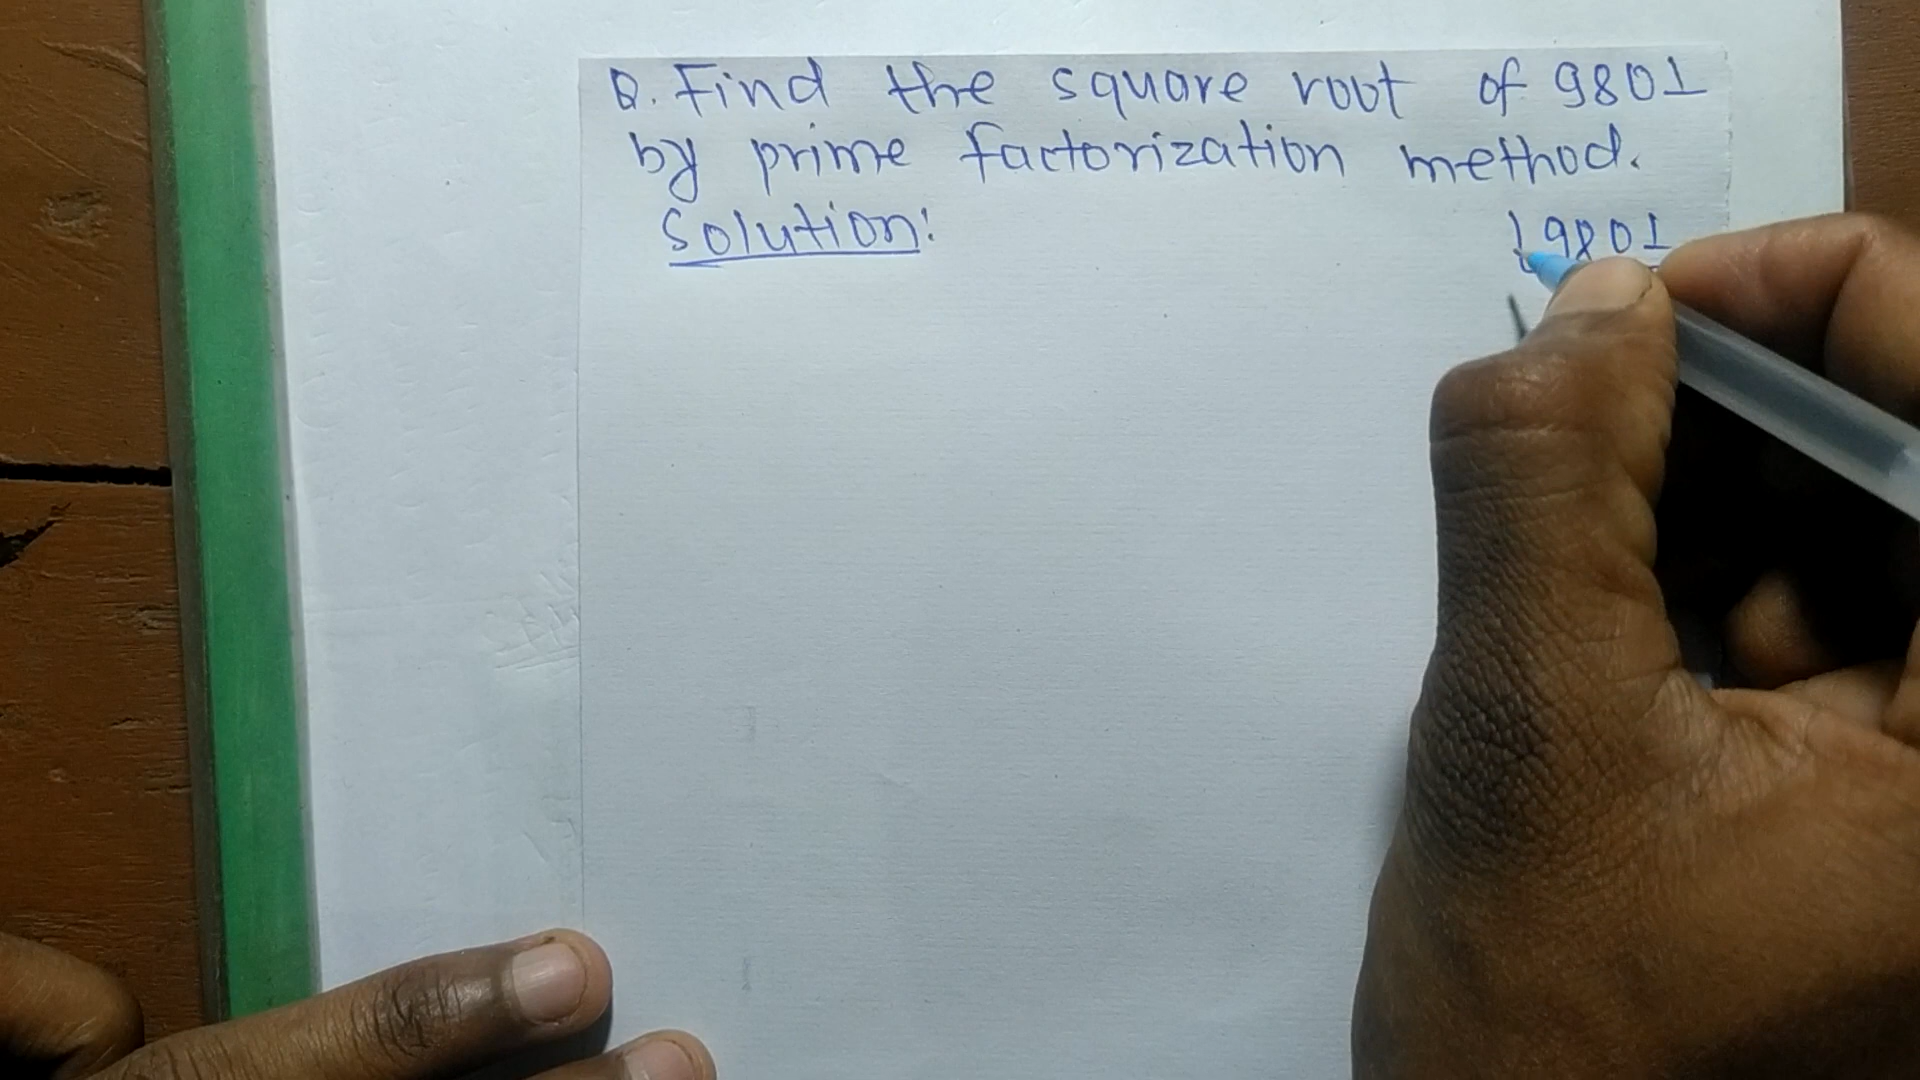 Q. Find the square root of 9801
by prime factorization method.
Solution:
9801